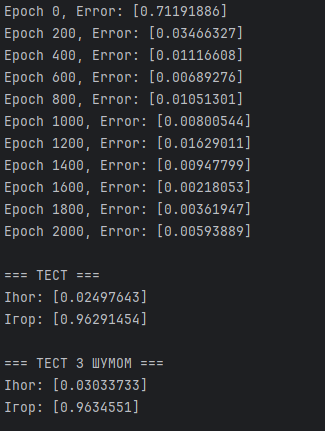 Epoch 0, Error: [0.71191886]
Epoch 200, Error: [0.03466327]
Epoch 400, Error: [0.01116608]
Epoch 600, Error: [0.00689276]
Epoch 800, Error: [0.01051301]
Epoch 1000, Error: [0.00800544]
Epoch 1200, Error: [0.01629011]
Epoch 1400, Error: [0.00947799]
Epoch 1600, Error: [0.00218053]
Epoch 1800, Error: [0.00361947]
Epoch 2000, Error: [0.00593889]
=== ТЕСТ ===
Ihor: [0.02497643]
Ігор: [0.96291454]
=== ТЕСТ З ШУМОМ ===
Ihor: [0.03033733]
Ігор: [0.9634551]